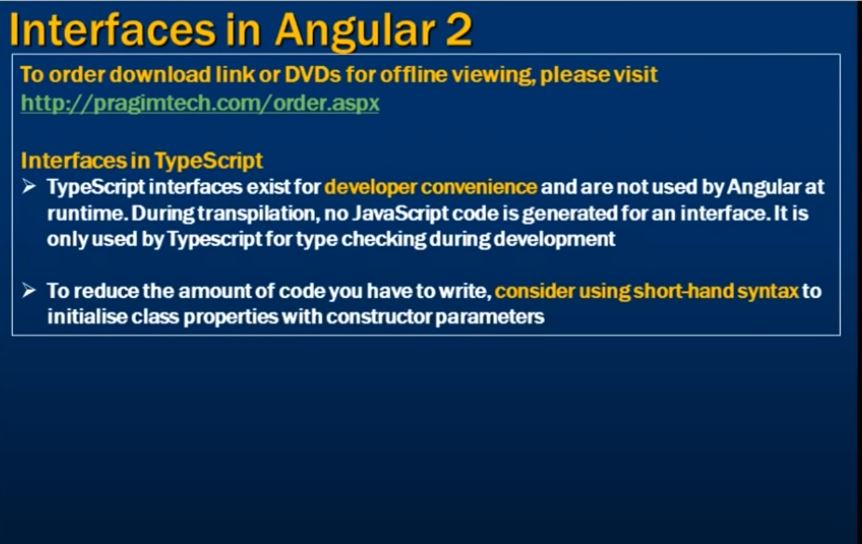 Interfaces in Angular 2
To order download link or DVDs for offline viewing, please visit
http://pragimtech.com/order.aspx
Interfaces in TypeScript
➢ TypeScript interfaces exist for developer convenience and are not used by Angular at
runtime. During transpilation, no JavaScript code is generated for an interface. It is
only used by Typescript for type checking during development
➢ To reduce the amount of code you have to write, consider using short-hand syntax to
initialise class properties with constructor parameters